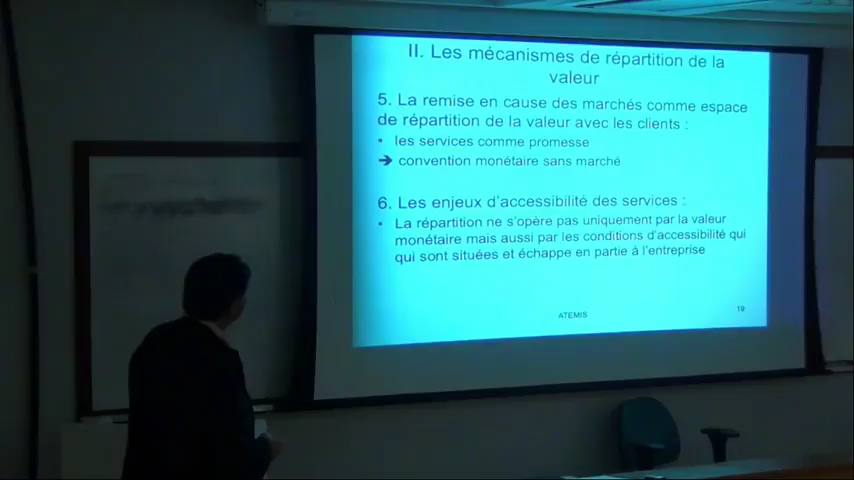 II. Les mécanismes de répartition de la
valeur
5. La remise en cause des marchés comme espace
de répartition de la valeur avec les clients :
• les services comme promesse
➔ convention monétaire sans marché
6. Les enjeux d'accessibilité des services :
• La répartition ne s'opère pas uniquement par la valeur
monétaire mais aussi par les conditions d'accessibilité qui
qui sont situées et échappe en partie à l'entreprise
ATEMIS
19